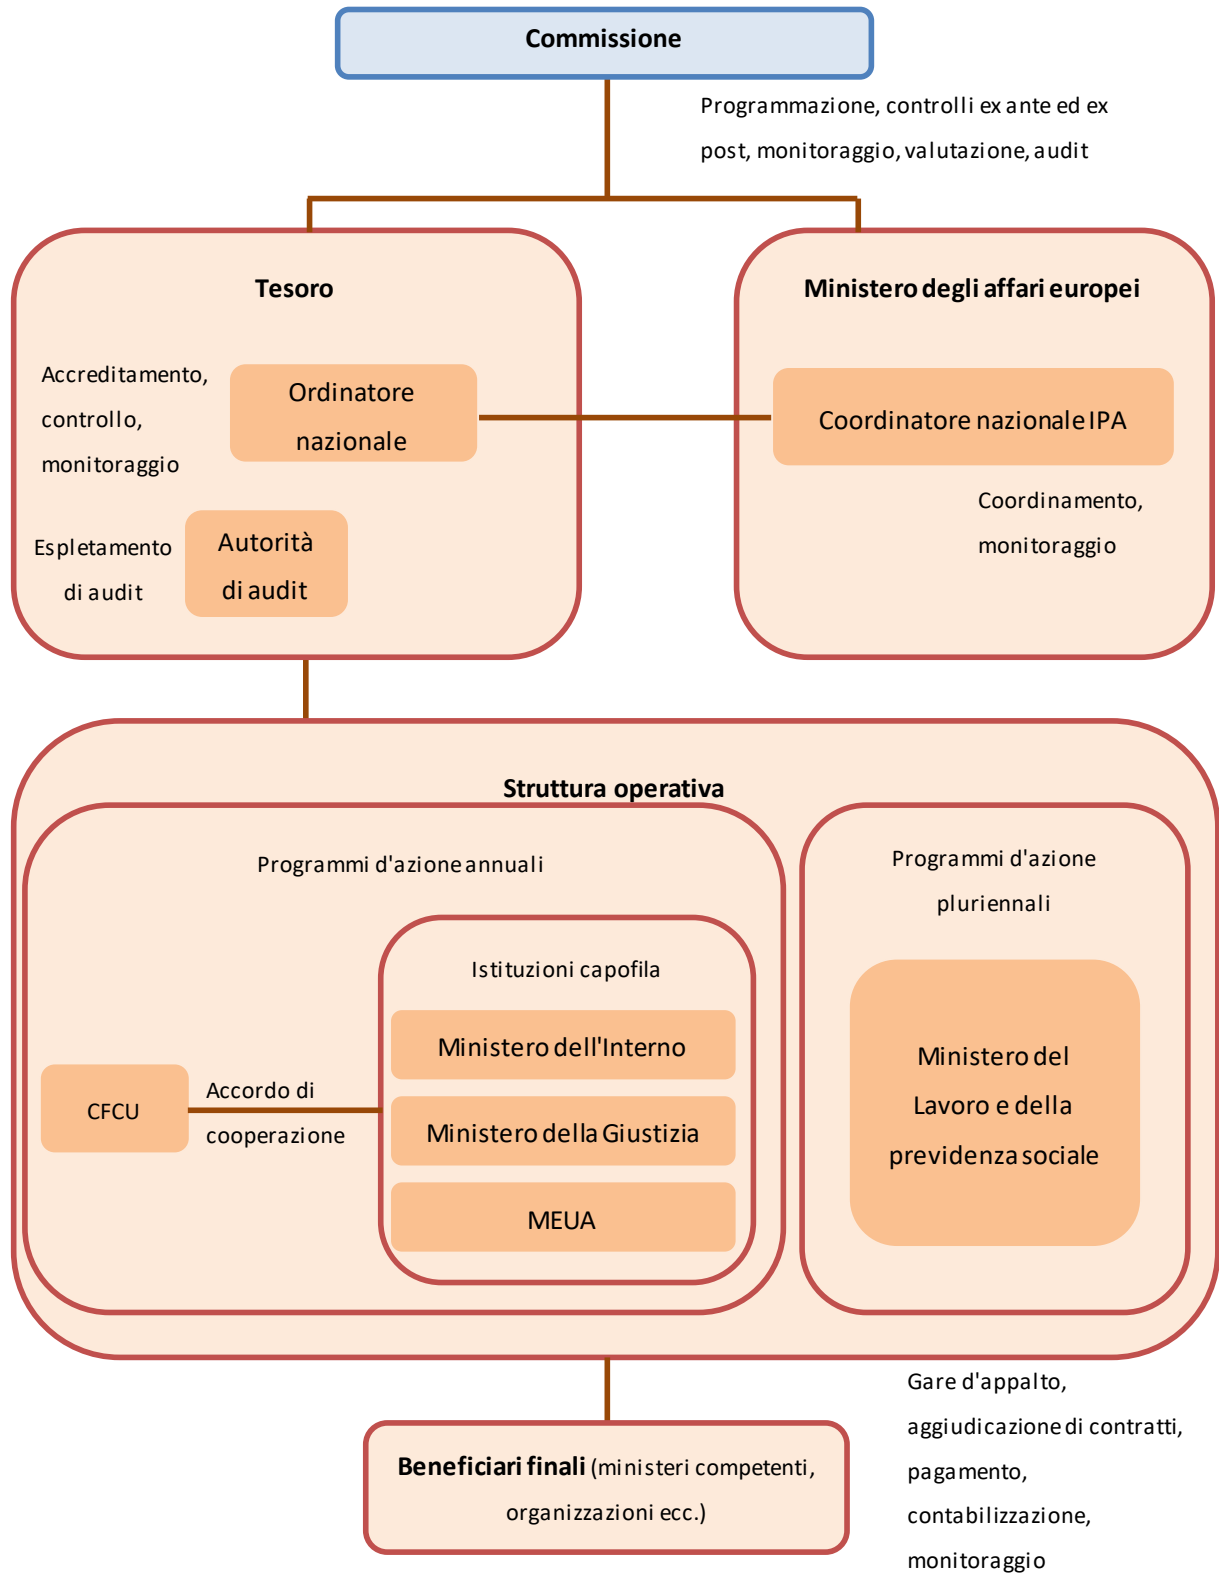 Commissione
Programmazione, controlli ex ante ed ex
post, monitoraggio, valutazione, audit
Tesoro
Accreditamento,
controllo,
monitoraggio
Ordinatore
nazionale
Espletamento
di audit
Autorità
di audit
Ministero degli affari europei
Coordinatore nazionale IPA
Coordinamento,
monitoraggio
Struttura operativa
Programmi d'azione annuali
CFCU
Accordo di
cooperazione
Istituzioni capofila
Ministero dell'Interno
Ministero della Giustizia
MEUA
Programmi d'azione
pluriennali
Ministero del
Lavoro e della
previdenza sociale
Gare d'appalto,
aggiudicazione di contratti,
pagamento,
contabilizzazione,
monitoraggio
Beneficiari finali (ministeri competenti,
organizzazioni ecc.)